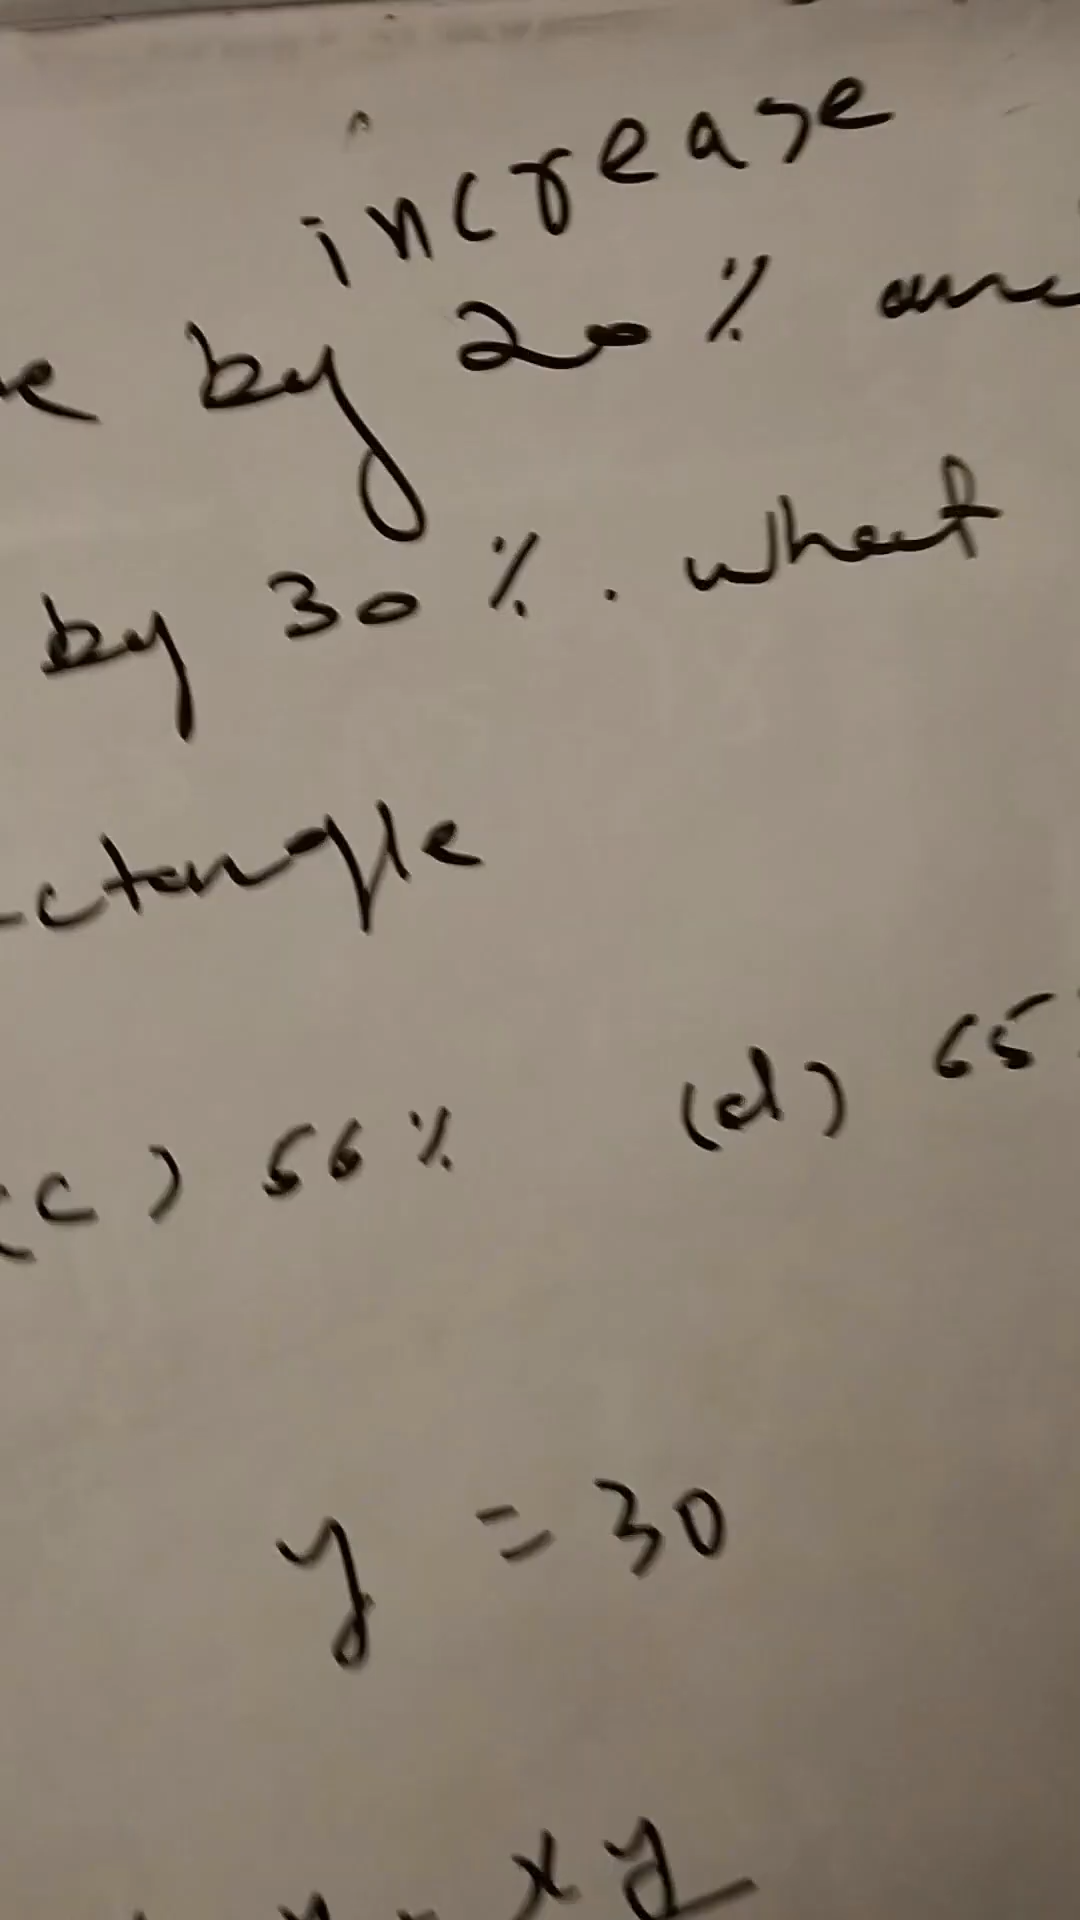 increase
by 20%
by 30%. what
ctangle
(c) 56% (d) 65
y = 30
xy